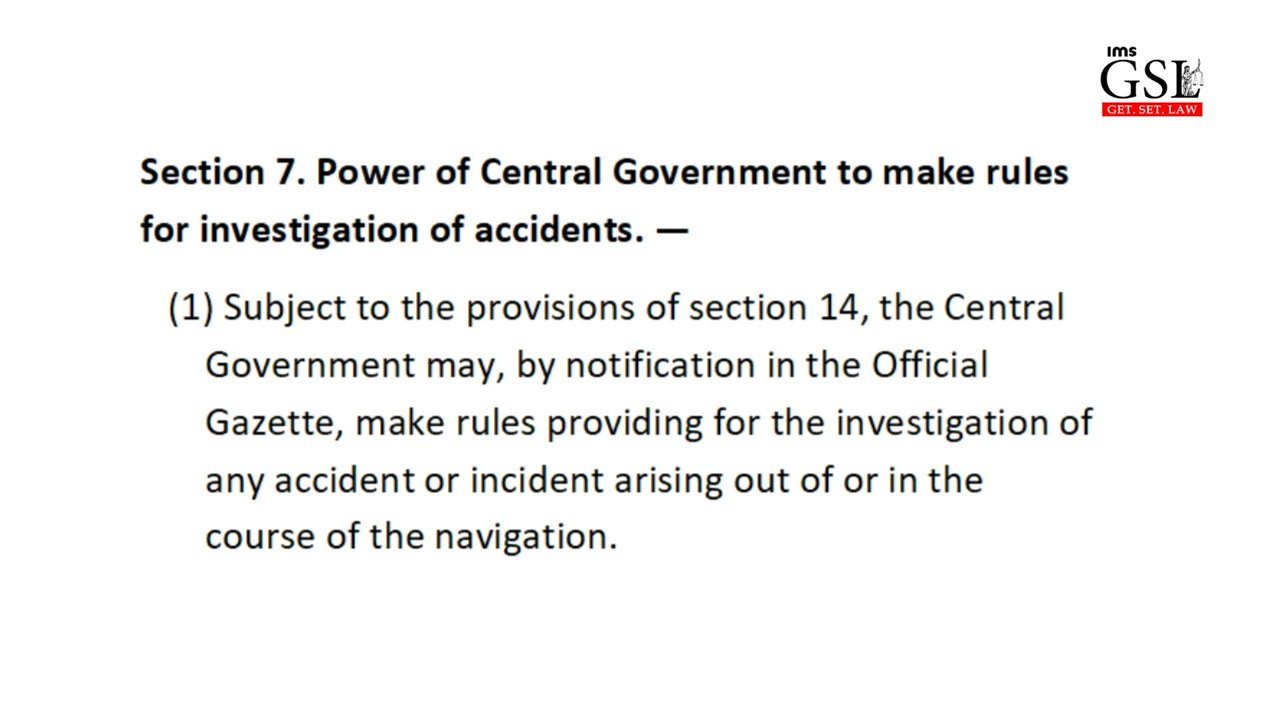 ims
GSL
GET. SET. LAW
Section 7. Power of Central Government to make rules
for investigation of accidents. —
(1) Subject to the provisions of section 14, the Central
Government may, by notification in the Official
Gazette, make rules providing for the investigation of
any accident or incident arising out of or in the
course of the navigation.